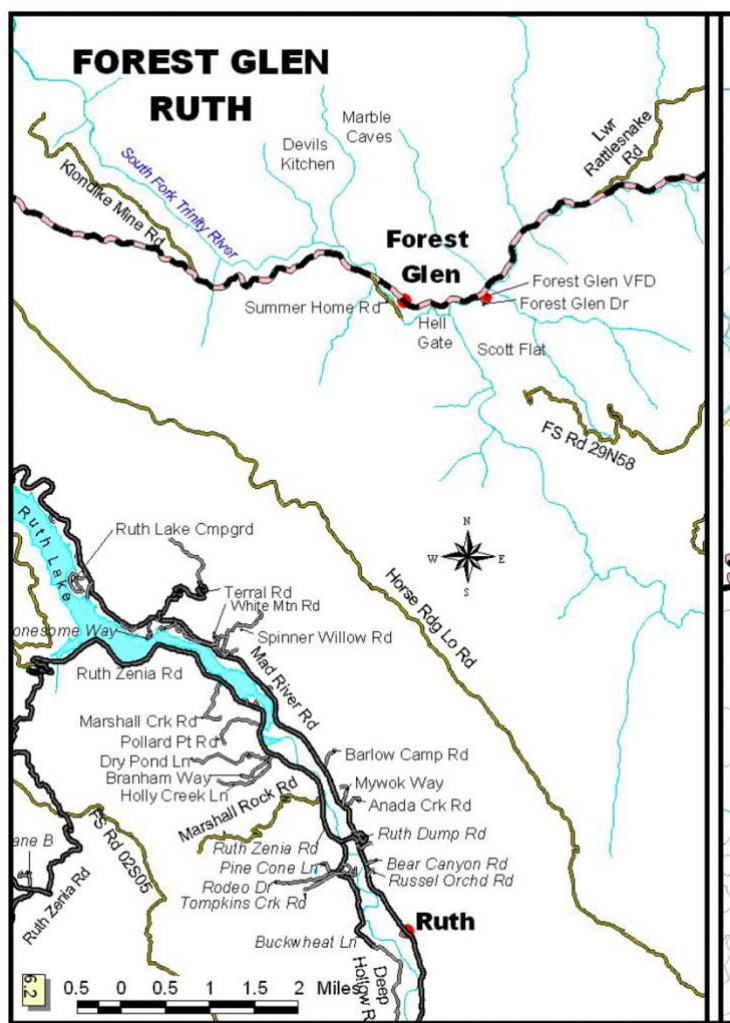 FOREST GLEN
RUTH
Marble
Caves
Devils
Kitchen
Lwr
Rattlesnake
Rd
South Fork Trinity River
Klondike Mine Rd
Forest
Glen
Forest Glen VFD
Forest Glen Dr
Summer Home Rd
Hell
Gate
Scott Flat
FS Rd 29N58
Ruth Lake
Ruth Lake Cmpgrd
N
W E
S
Terral Rd
White Mtn Rd
Spinner Willow Rd
onesome Way
Horse Rdg Lo Rd
Ruth Zenia Rd
Mad River Rd
Marshall Crk Rd
Pollard Pt Rd
Dry Pond Ln
Branham Way
Holly Creek Ln
Barlow Camp Rd
Mywok Way
Anada Crk Rd
Marshall Rock Rd
FS Rd 02S05
ane B
Ruth Zenia Rd
Ruth Zenia Rd
Ruth Dump Rd
Pine Cone Ln
Bear Canyon Rd
Rodeo Dr
Russel Orchd Rd
Tompkins Crk Rd
Ruth
Buckwheat Ln
Deep
Hollow R
6.2
0.5 0 0.5 1 1.5 2 Miles